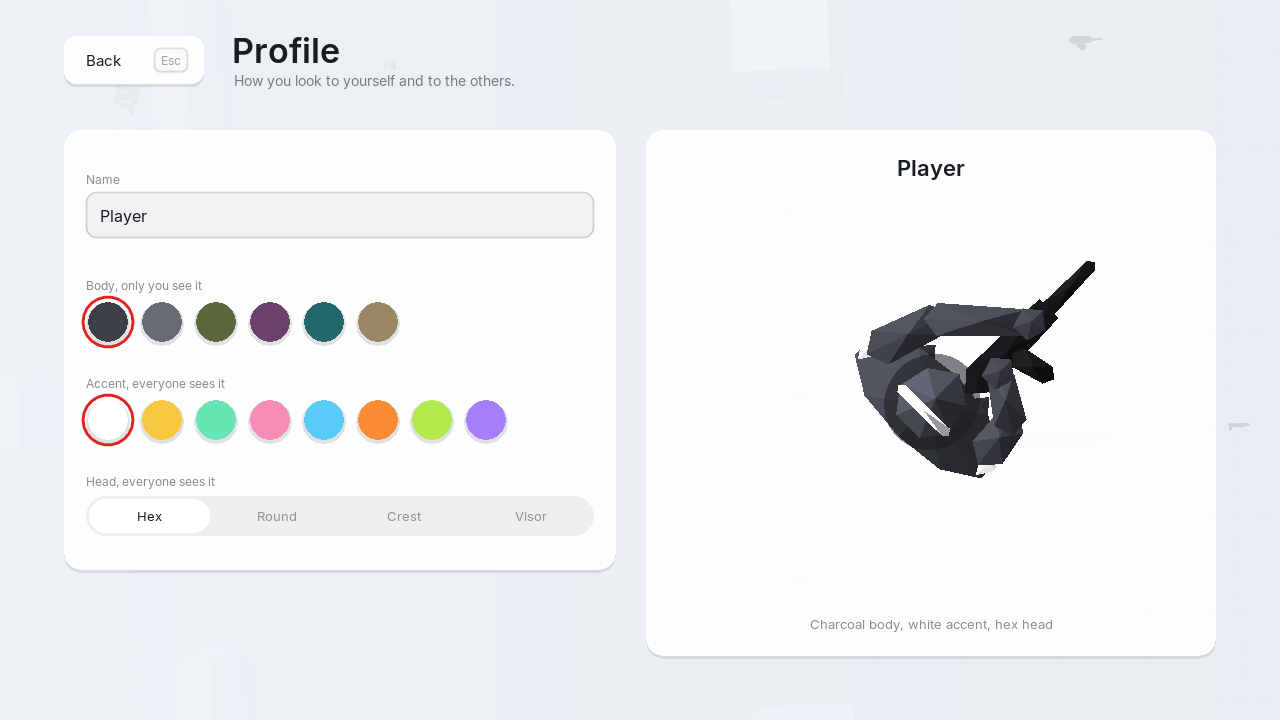 Back
Esc
Profile
How you look to yourself and to the others.
Name
Player
Body, only you see it
Accent, everyone sees it
Head, everyone sees it
Hex
Round
Crest
Visor
Player
Charcoal body, white accent, hex head